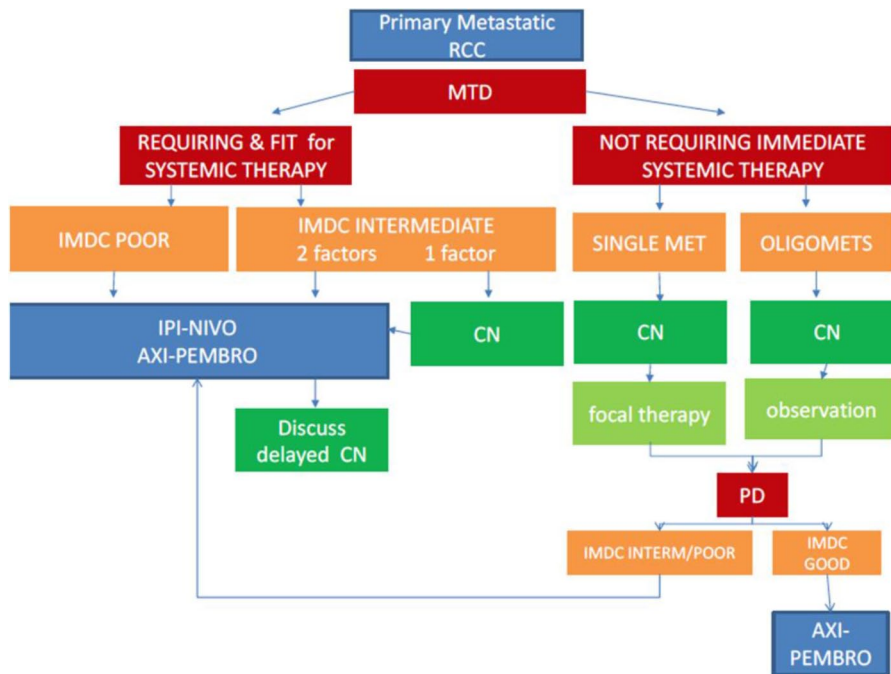 Primary Metastatic
RCC
MTD
REQUIRING & FIT for
SYSTEMIC THERAPY
NOT REQUIRING IMMEDIATE
SYSTEMIC THERAPY
IMDC POOR
IMDC INTERMEDIATE
2 factors 1 factor
SINGLE MET
OLIGOMETS
IPI-NIVO
AXI-PEMBRO
CN
CN
CN
Discuss
delayed CN
focal therapy
observation
PD
IMDC INTERM/POOR
IMDC
GOOD
AXI-
PEMBRO